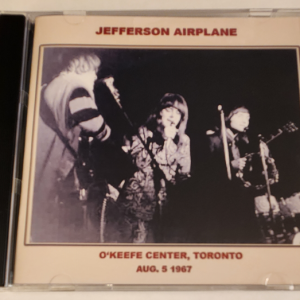 JEFFERSON AIRPLANE
O'KEEFE CENTER, TORONTO
AUG. 5 1967